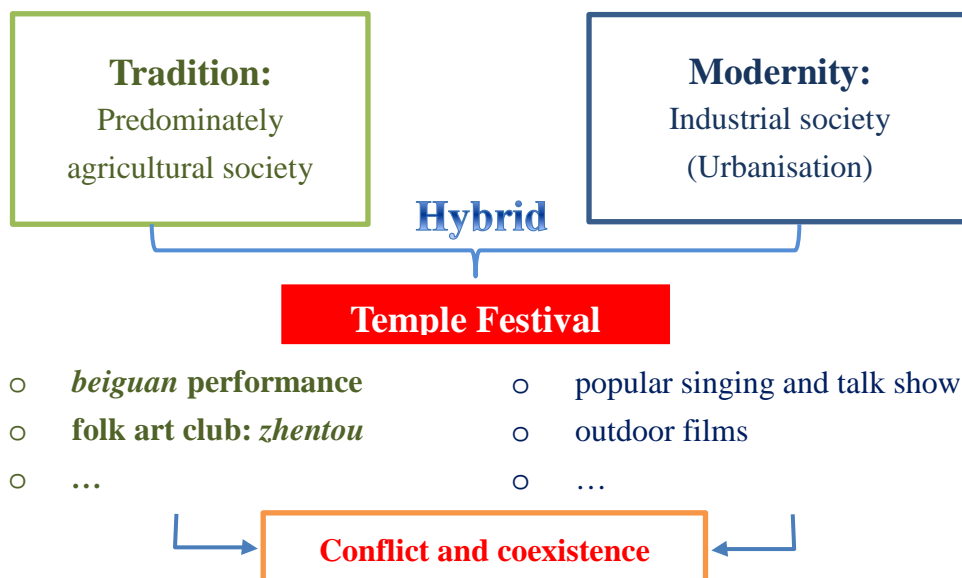 Tradition:
Predominately
agricultural society
Modernity:
Industrial society
(Urbanisation)
Hybrid
Temple Festival
o beiguan performance
o folk art club: zhentou
o …
o popular singing and talk show
o outdoor films
o …
Conflict and coexistence